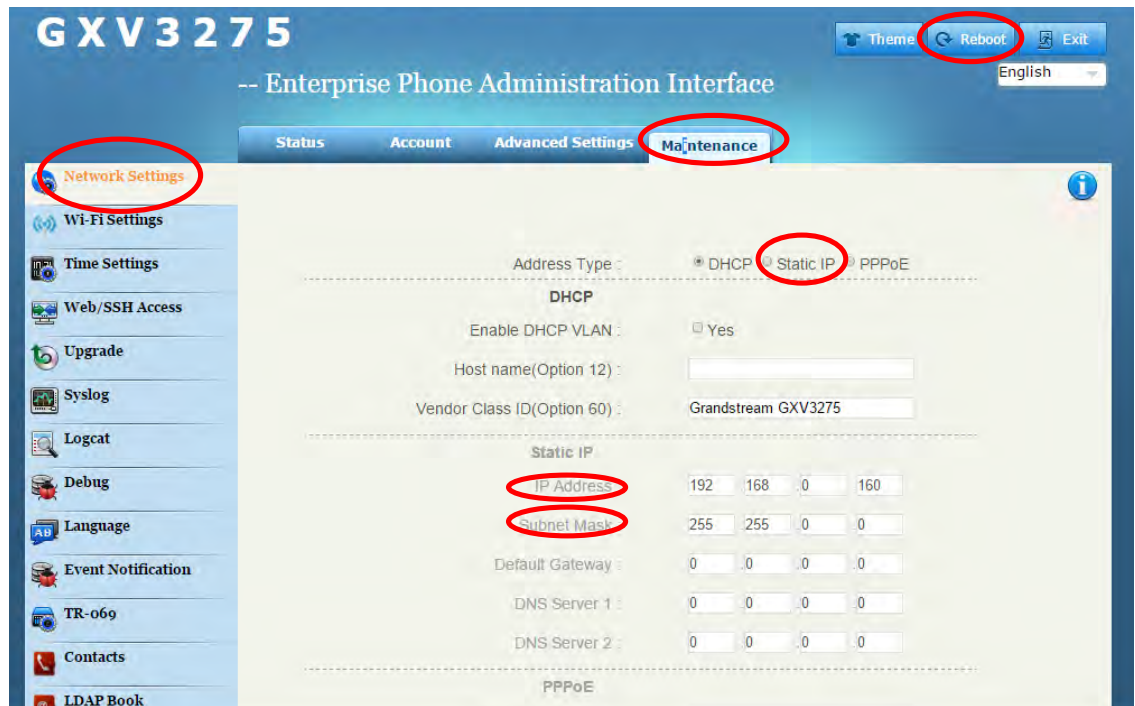 GXV3275
Theme Reboot Exit
-- Enterprise Phone Administration Interface
English
Status Account Advanced Settings Maintenance
Network Settings
Wi-Fi Settings
Time Settings
Web/SSH Access
Upgrade
Syslog
Logcat
Debug
Language
Event Notification
TR-069
Contacts
LDAP Book
Address Type : DHCP Static IP PPPoE
DHCP
Enable DHCP VLAN : Yes
Host name(Option 12) :
Vendor Class ID(Option 60) : Grandstream GXV3275
Static IP
IP Address 192 .168 .0 .160
Subnet Mask 255 .255 .0 .0
Default Gateway : 0 .0 .0 .0
DNS Server 1 : 0 .0 .0 .0
DNS Server 2 : 0 .0 .0 .0
PPPoE